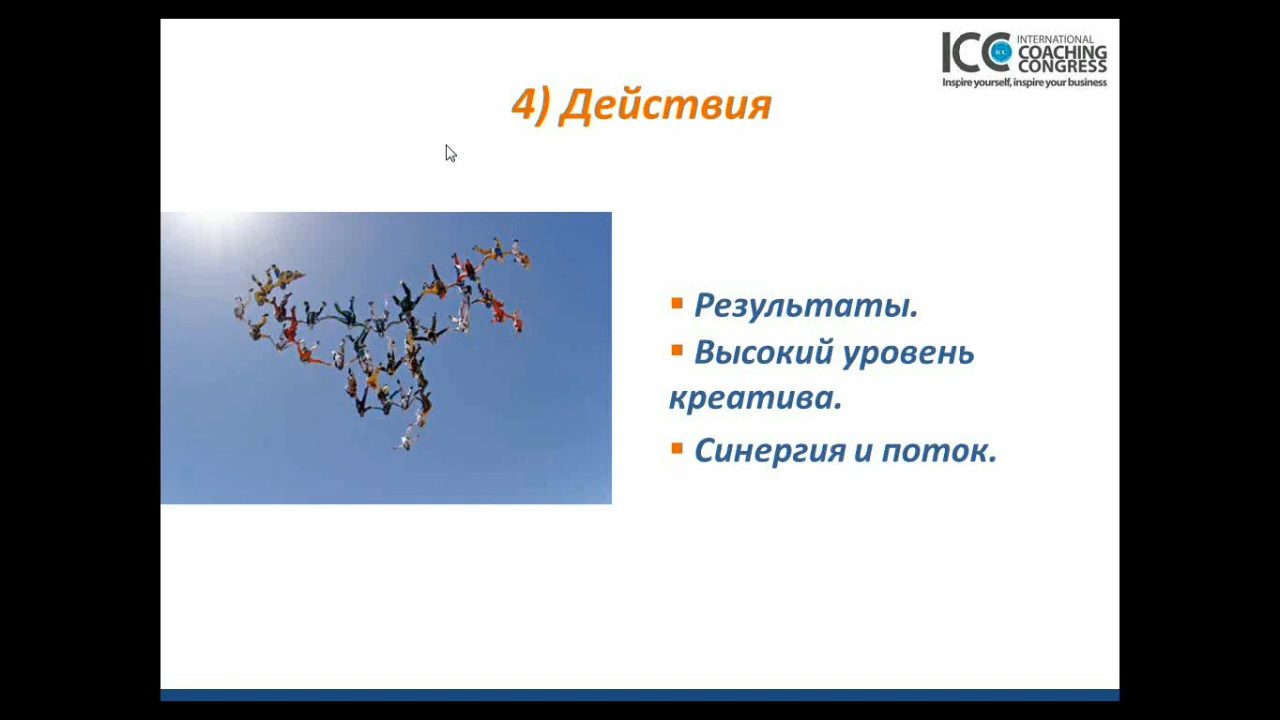 ICC INTERNATIONAL
COACHING
CONGRESS
Inspire yourself, inspire your business
4) Действия
▪ Результаты.
▪ Высокий уровень
креатива.
▪ Синергия и поток.